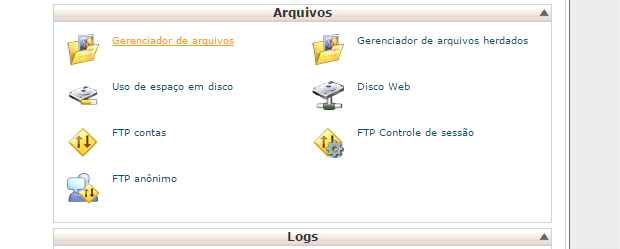 Arquivos
Gerenciador de arquivos
Gerenciador de arquivos herdados
Uso de espaço em disco
Disco Web
FTP contas
FTP Controle de sessão
FTP anônimo
Logs